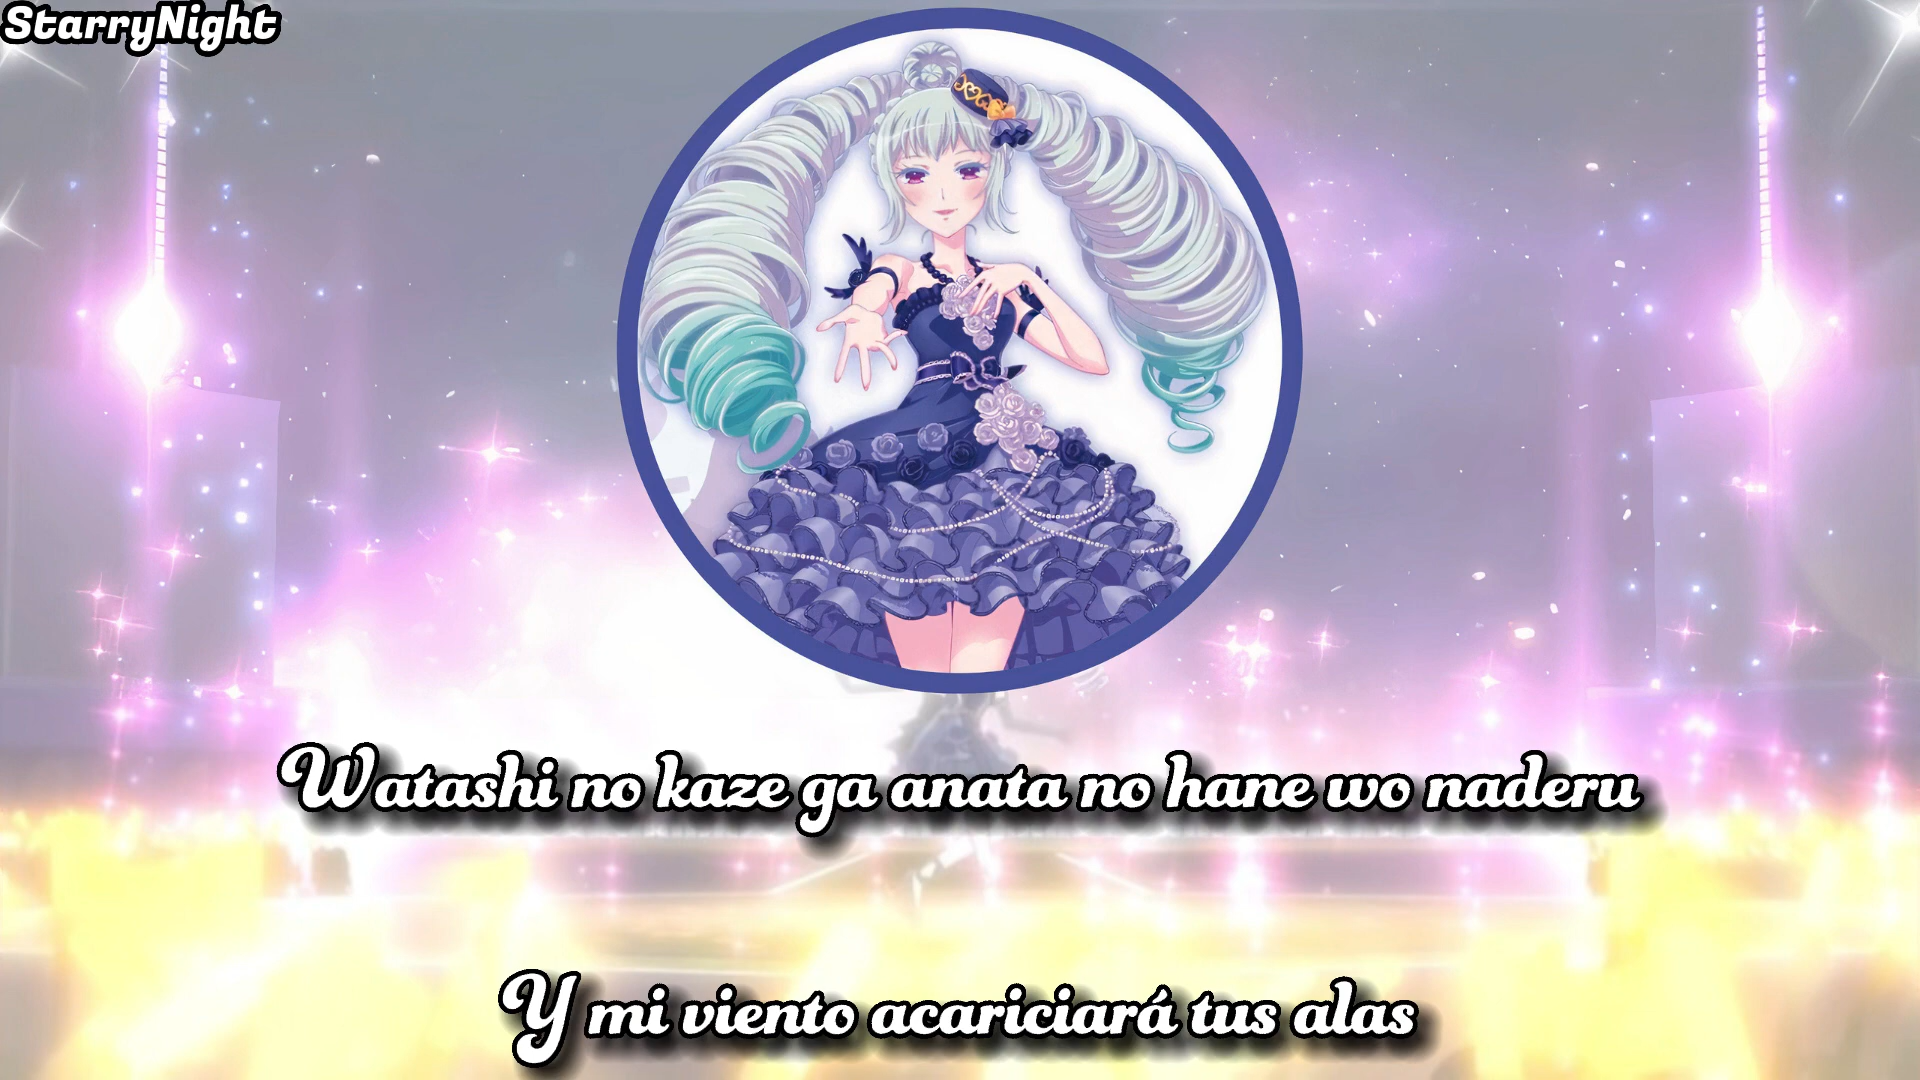 StarryNight
Watashi no kaze ga anata no hane wo naderu
Y mi viento acariciará tus alas